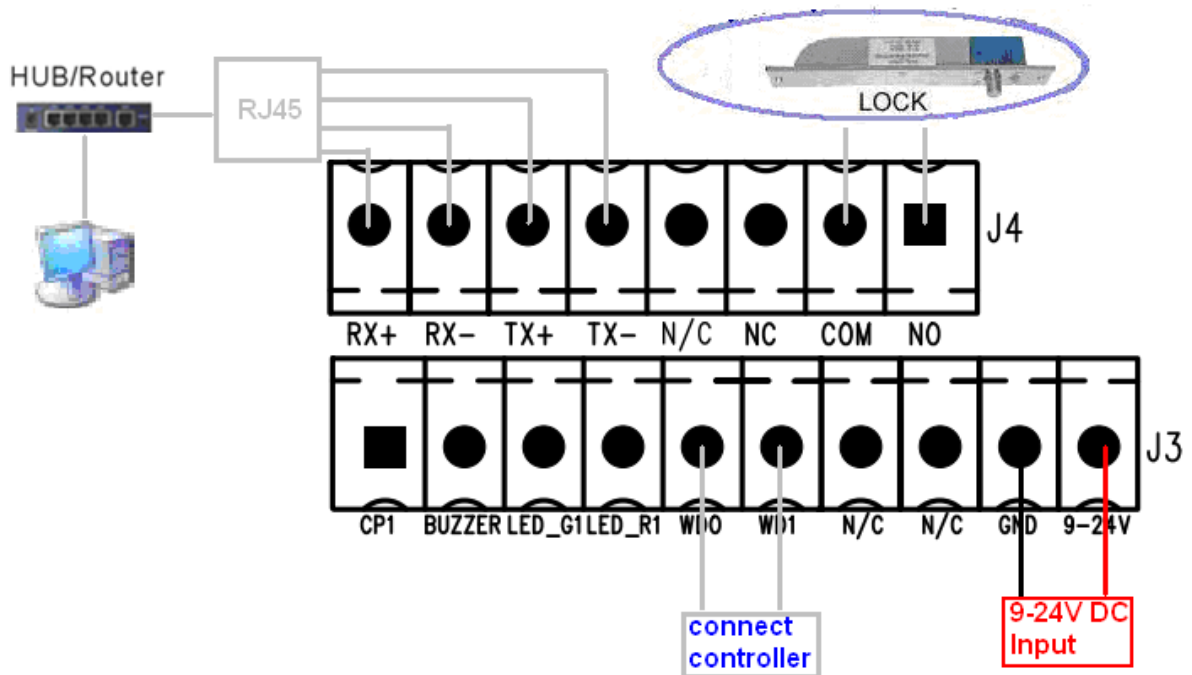 HUB/Router
RJ45
LOCK
J4
RX+ RX- TX+ TX- N/C NC COM NO
J3
CP1 BUZZER LED_G1 LED_R1 WD0 WD1 N/C N/C GND 9-24V
connect
controller
9-24V DC
Input